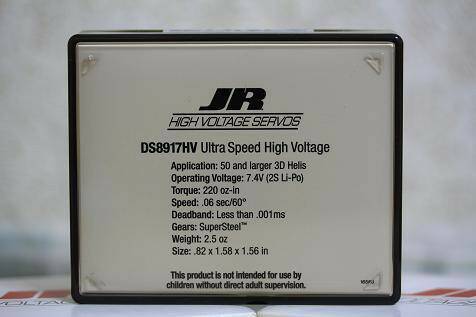 JR
HIGH VOLTAGE SERVOS
DS8917HV Ultra Speed High Voltage
Application: 50 and larger 3D Helis
Operating Voltage: 7.4V (2S Li-Po)
Torque: 220 oz-in
Speed: .06 sec/60°
Deadband: Less than .001ms
Gears: SuperSteel™
Weight: 2.5 oz
Size: .82 x 1.58 x 1.56 in
This product is not indended for use by
children without direct adult supervision.